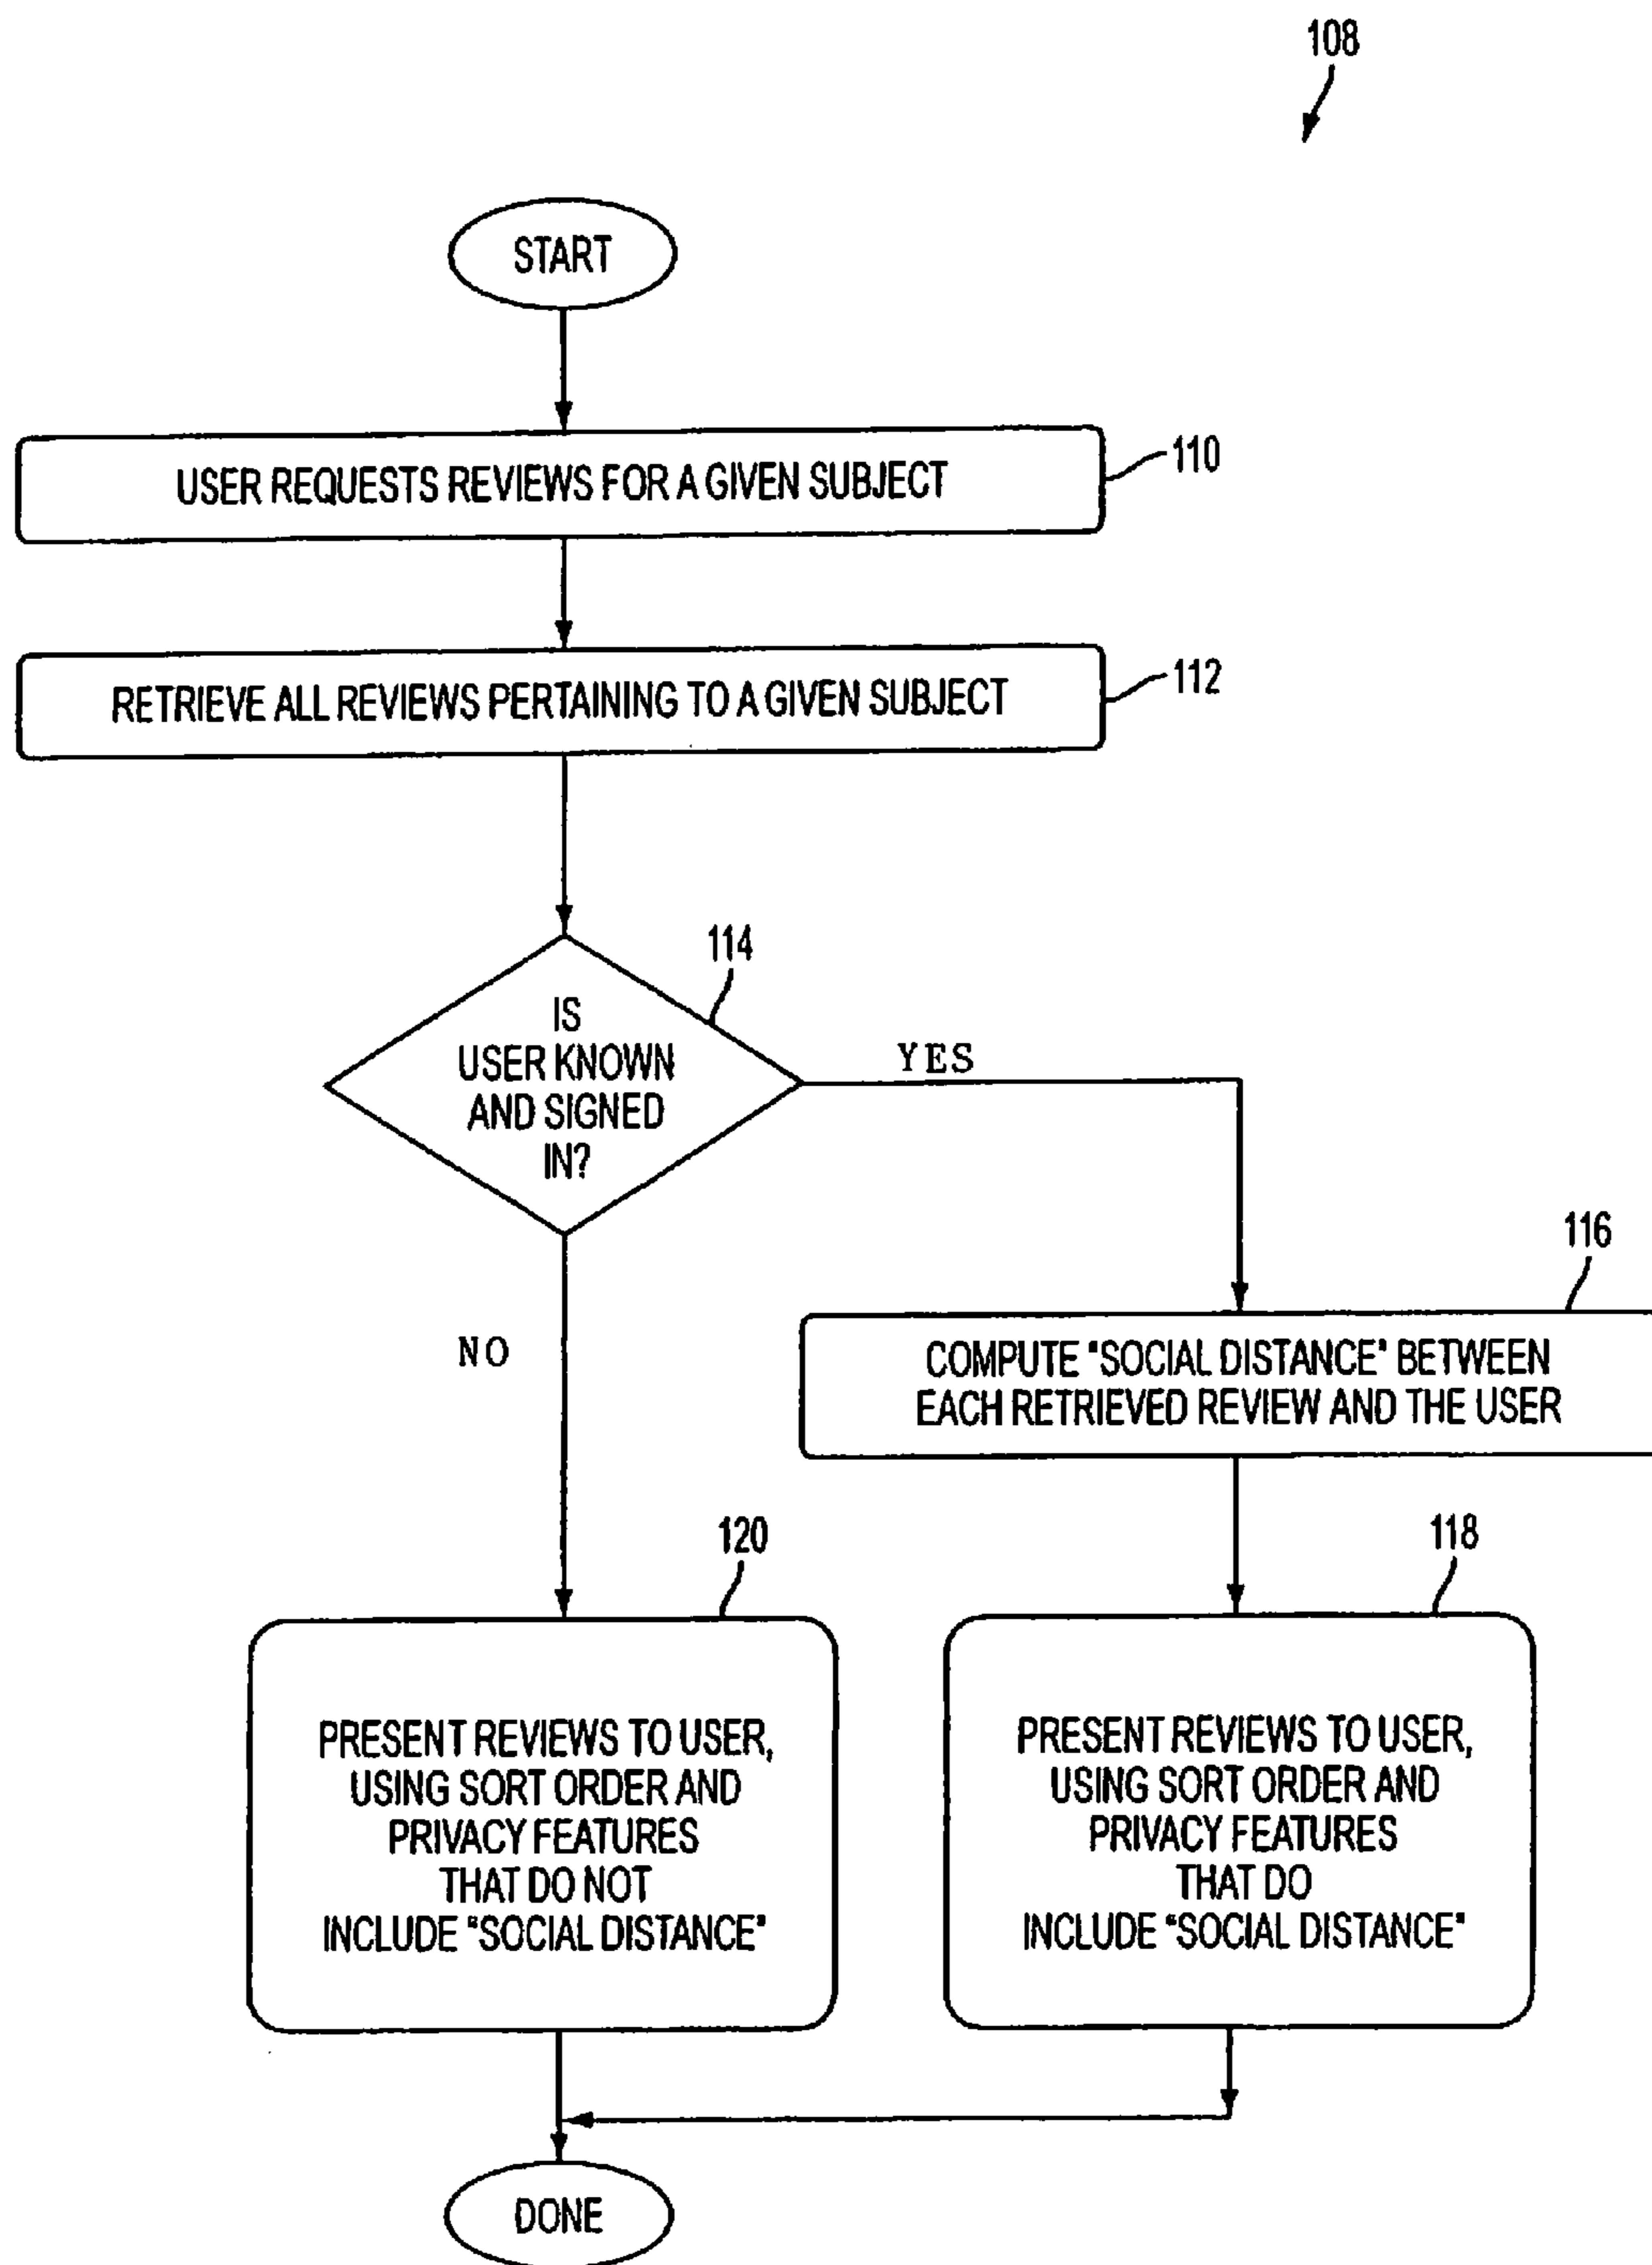 108
START
USER REQUESTS REVIEWS FOR A GIVEN SUBJECT
110
RETRIEVE ALL REVIEWS PERTAINING TO A GIVEN SUBJECT
112
114
IS
USER KNOWN
AND SIGNED
IN?
YES
NO
116
COMPUTE "SOCIAL DISTANCE" BETWEEN
EACH RETRIEVED REVIEW AND THE USER
120
PRESENT REVIEWS TO USER,
USING SORT ORDER AND
PRIVACY FEATURES
THAT DO NOT
INCLUDE "SOCIAL DISTANCE"
118
PRESENT REVIEWS TO USER,
USING SORT ORDER AND
PRIVACY FEATURES
THAT DO
INCLUDE "SOCIAL DISTANCE"
DONE